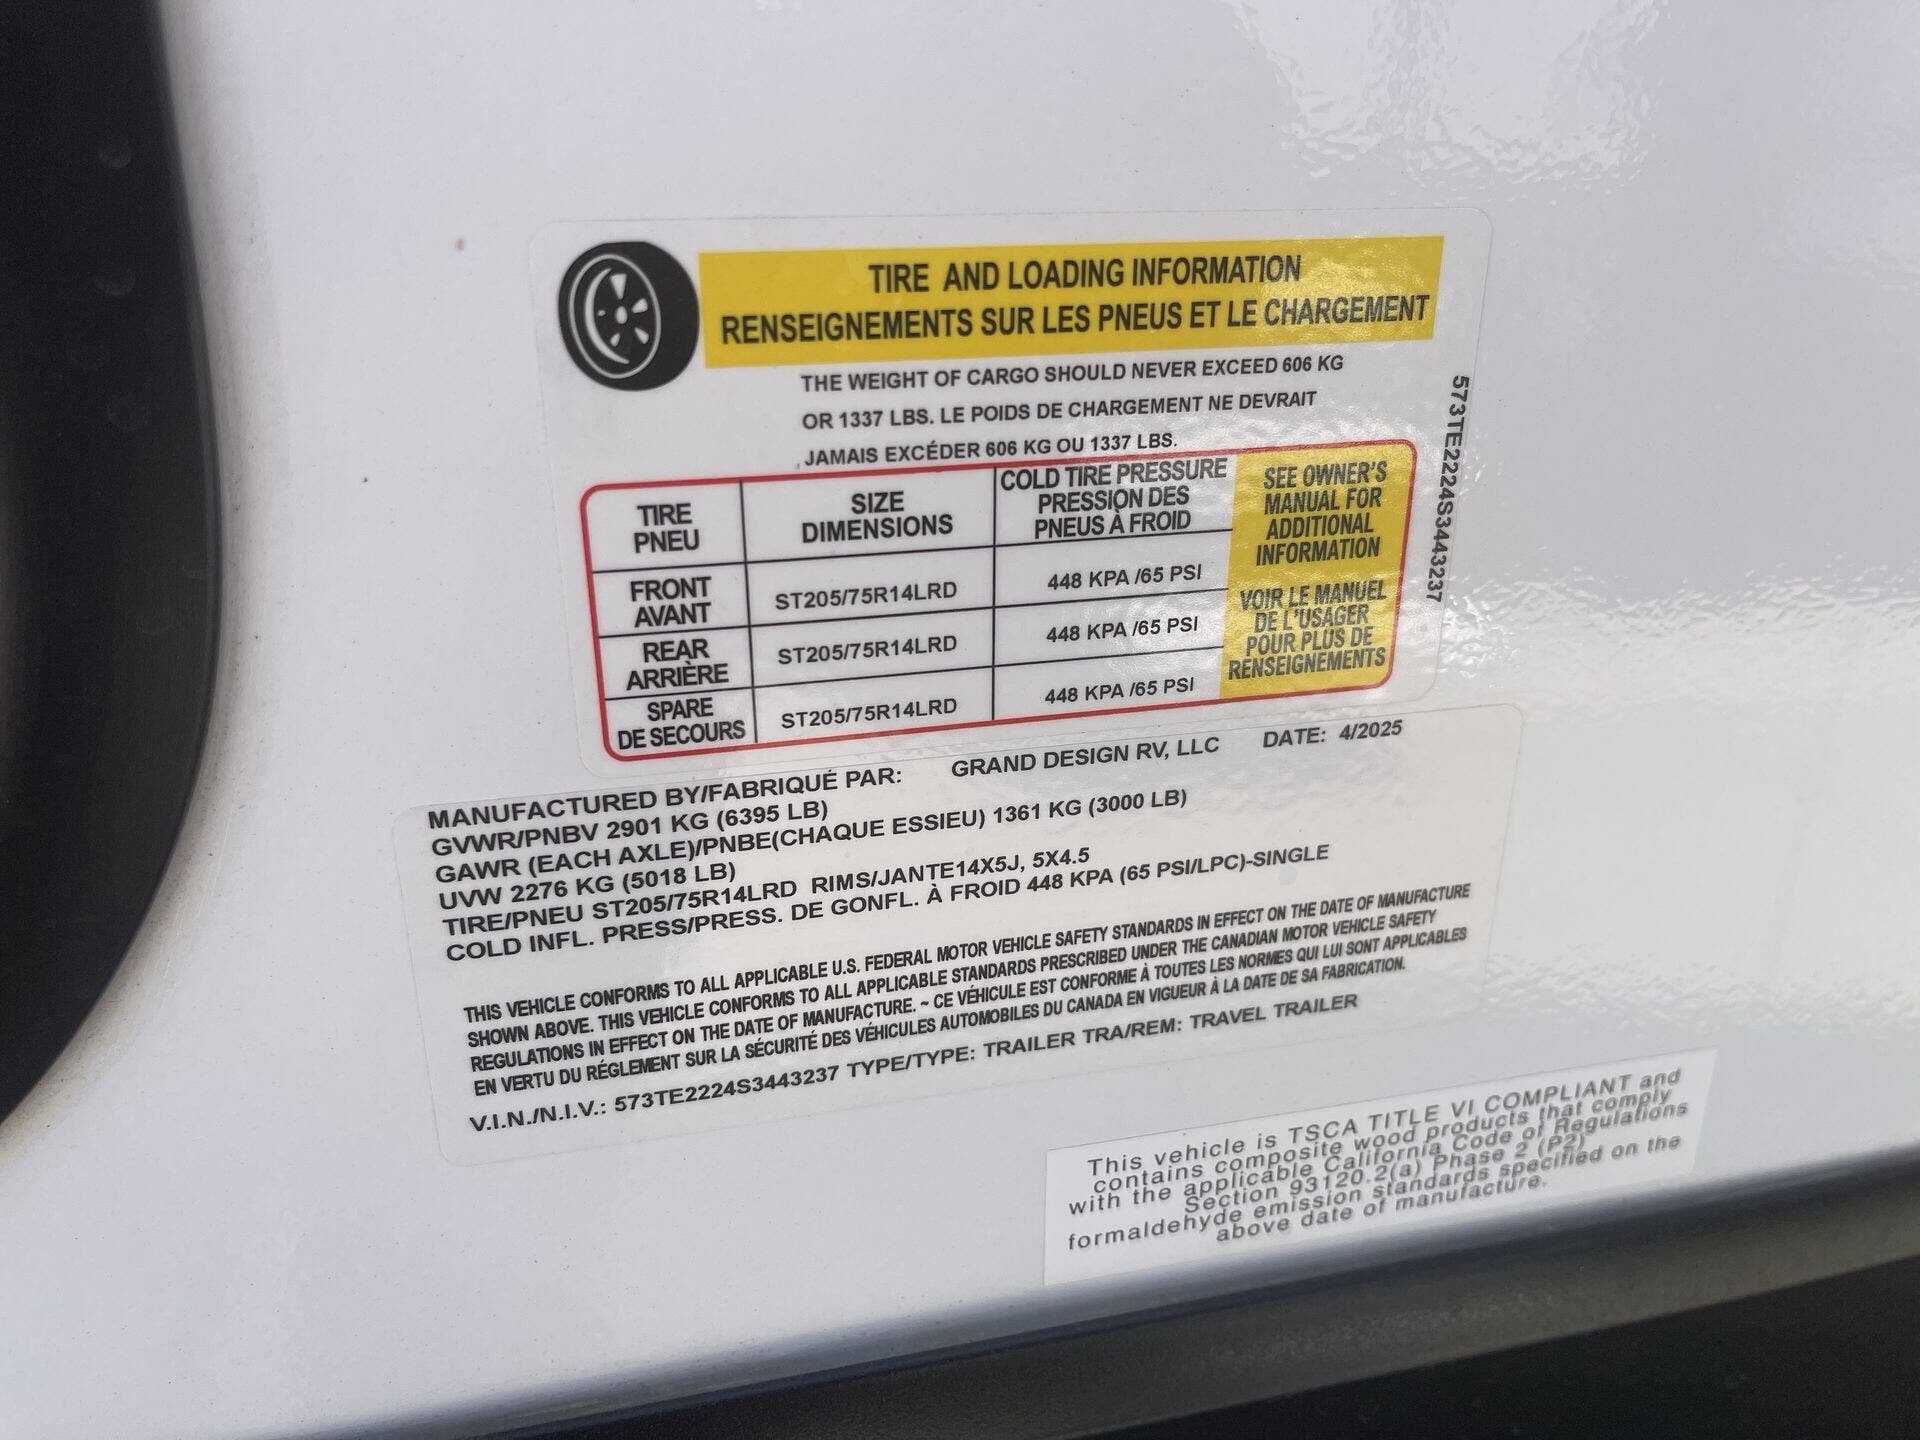 TIRE AND LOADING INFORMATION
RENSEIGNEMENTS SUR LES PNEUS ET LE CHARGEMENT
THE WEIGHT OF CARGO SHOULD NEVER EXCEED 606 KG
OR 1337 LBS. LE POIDS DE CHARGEMENT NE DEVRAIT
JAMAIS EXCÉDER 606 KG OU 1337 LBS.
TIRE
PNEU
SIZE
DIMENSIONS
COLD TIRE PRESSURE
PRESSION DES
PNEUS À FROID
FRONT
AVANT
ST205/75R14LRD
448 KPA /65 PSI
REAR
ARRIÈRE
ST205/75R14LRD
448 KPA /65 PSI
SPARE
DE SECOURS
ST205/75R14LRD
448 KPA /65 PSI
SEE OWNER'S
MANUAL FOR
ADDITIONAL
INFORMATION
VOIR LE MANUEL
DE L'USAGER
POUR PLUS DE
RENSEIGNEMENTS
573TE2224S3443237
MANUFACTURED BY/FABRIQUÉ PAR: GRAND DESIGN RV, LLC DATE: 4/2025
GVWR/PNBV 2901 KG (6395 LB)
GAWR (EACH AXLE)/PNBE(CHAQUE ESSIEU) 1361 KG (3000 LB)
UVW 2276 KG (5018 LB)
TIRE/PNEU ST205/75R14LRD RIMS/JANTE14X5J, 5X4.5
COLD INFL. PRESS/PRESS. DE GONFL. À FROID 448 KPA (65 PSI/LPC)-SINGLE
THIS VEHICLE CONFORMS TO ALL APPLICABLE U.S. FEDERAL MOTOR VEHICLE SAFETY STANDARDS IN EFFECT ON THE DATE OF MANUFACTURE
SHOWN ABOVE. THIS VEHICLE CONFORMS TO ALL APPLICABLE STANDARDS PRESCRIBED UNDER THE CANADIAN MOTOR VEHICLE SAFETY
REGULATIONS IN EFFECT ON THE DATE OF MANUFACTURE. ~ CE VÉHICULE EST CONFORME À TOUTES LES NORMES QUI LUI SONT APPLICABLES
EN VERTU DU RÉGLEMENT SUR LA SÉCURITÉ DES VÉHICULES AUTOMOBILES DU CANADA EN VIGUEUR À LA DATE DE SA FABRICATION.
V.I.N./N.I.V.: 573TE2224S3443237 TYPE/TYPE: TRAILER TRA/REM: TRAVEL TRAILER
This vehicle is TSCA TITLE VI COMPLIANT and
contains composite wood products that comply
with the applicable California Code of Regulations
Section 93120.2(a) Phase 2 (P2)
formaldehyde emission standards specified on the
above date of manufacture.